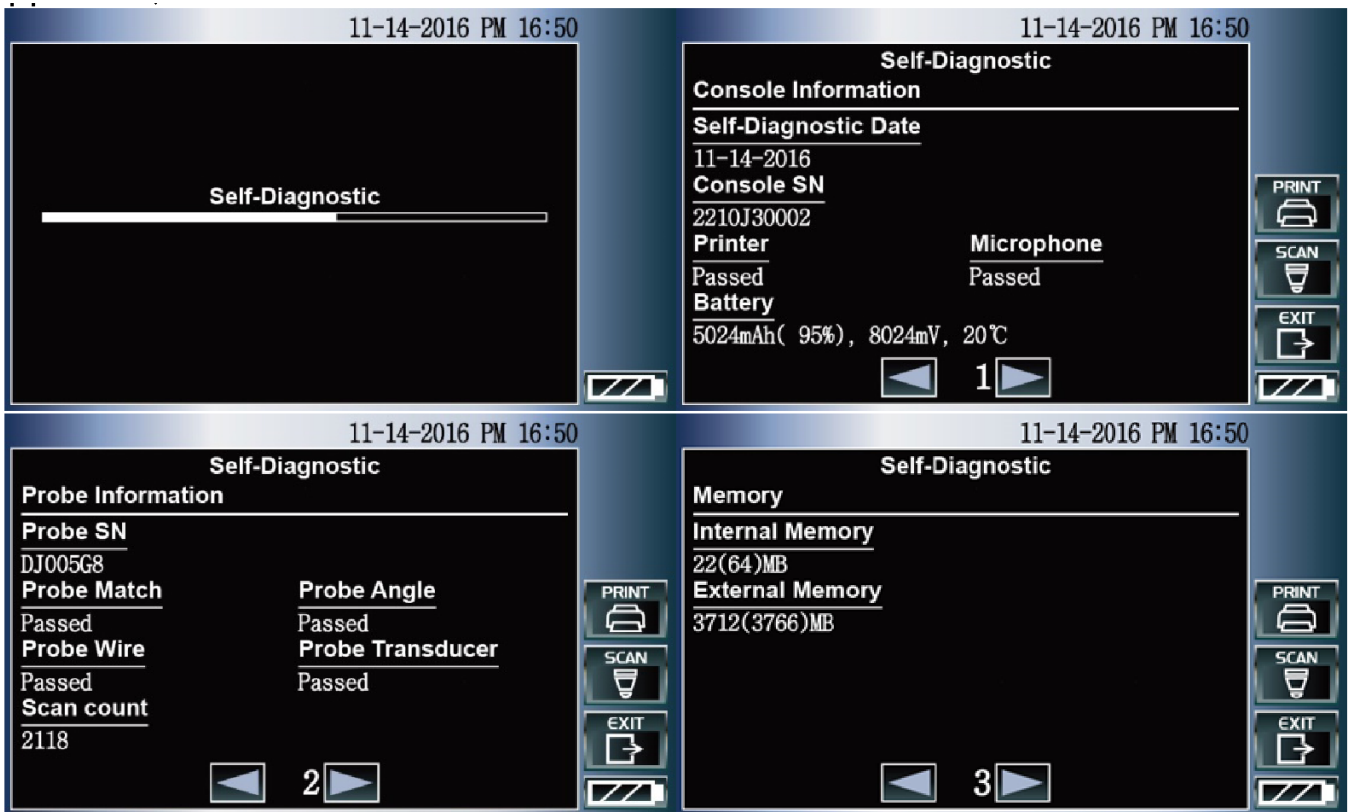 11-14-2016 PM 16:50
Self-Diagnostic
11-14-2016 PM 16:50
Self-Diagnostic
Console Information
Self-Diagnostic Date
11-14-2016
Console SN
2210J30002
Printer Microphone
Passed Passed
Battery
5024mAh( 95%), 8024mV, 20℃
1
PRINT
SCAN
EXIT
11-14-2016 PM 16:50
Self-Diagnostic
Probe Information
Probe SN
DJ005G8
Probe Match Probe Angle
Passed Passed
Probe Wire Probe Transducer
Passed Passed
Scan count
2118
2
PRINT
SCAN
EXIT
11-14-2016 PM 16:50
Self-Diagnostic
Memory
Internal Memory
22(64)MB
External Memory
3712(3766)MB
3
PRINT
SCAN
EXIT